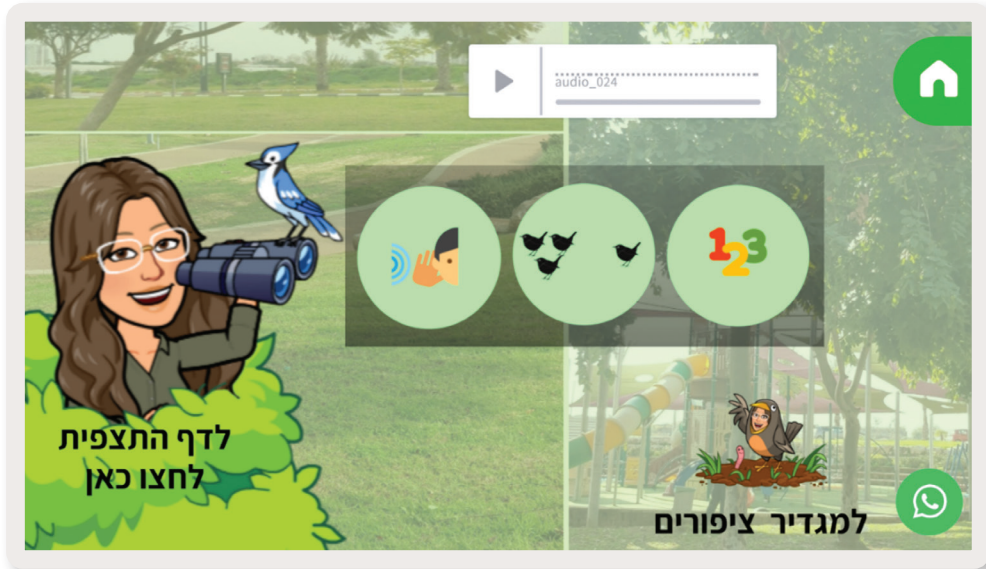 audio_024
123
לדף התצפית
לחצו כאן
למגדיר ציפורים